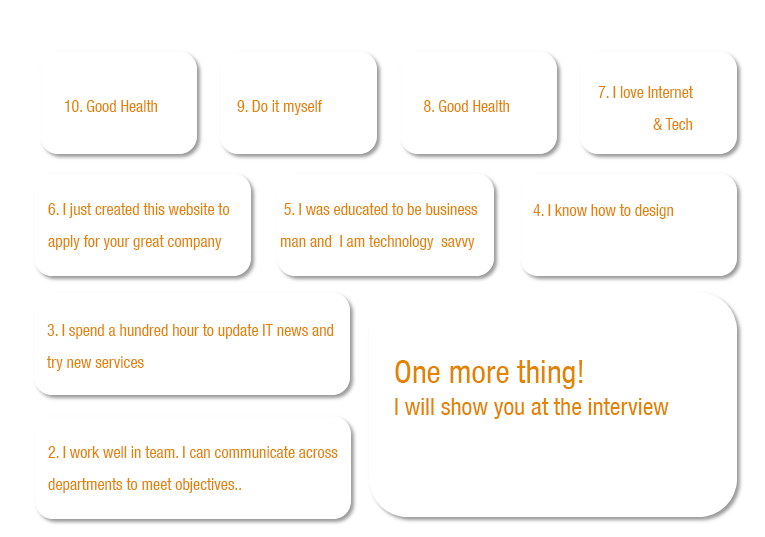 10. Good Health
9. Do it myself
8. Good Health
7. I love Internet
& Tech
6. I just created this website to
apply for your great company
5. I was educated to be business
man and I am technology savvy
4. I know how to design
3. I spend a hundred hour to update IT news and
try new services
2. I work well in team. I can communicate across
departments to meet objectives..
One more thing!
I will show you at the interview